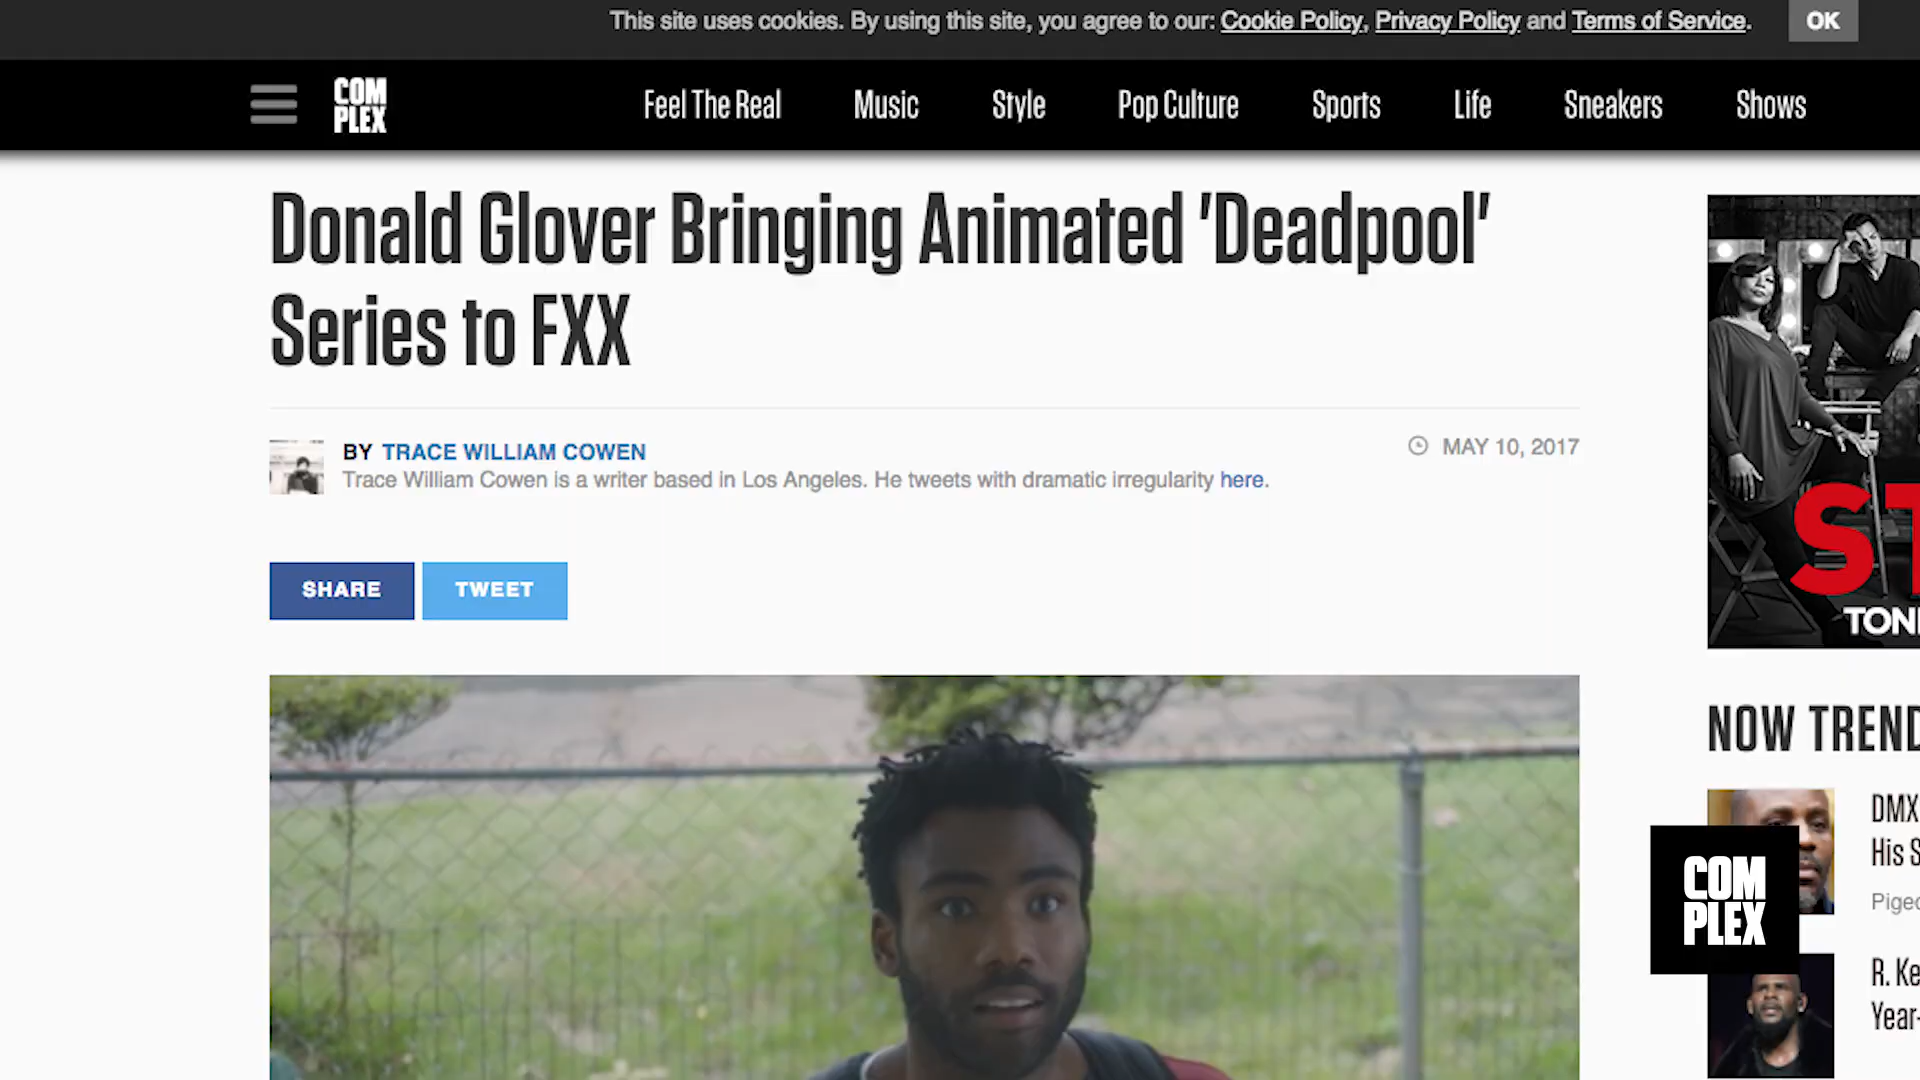 This site uses cookies. By using this site, you agree to our: Cookie Policy, Privacy Policy and Terms of Service.
OK
COM
PLEX
Feel The Real
Music
Style
Pop Culture
Sports
Life
Sneakers
Shows
Donald Glover Bringing Animated 'Deadpool'
Series to FXX
BY TRACE WILLIAM COWEN
MAY 10, 2017
Trace William Cowen is a writer based in Los Angeles. He tweets with dramatic irregularity here.
SHARE
TWEET
NOW
DMX
His
COM
PLEX
R.